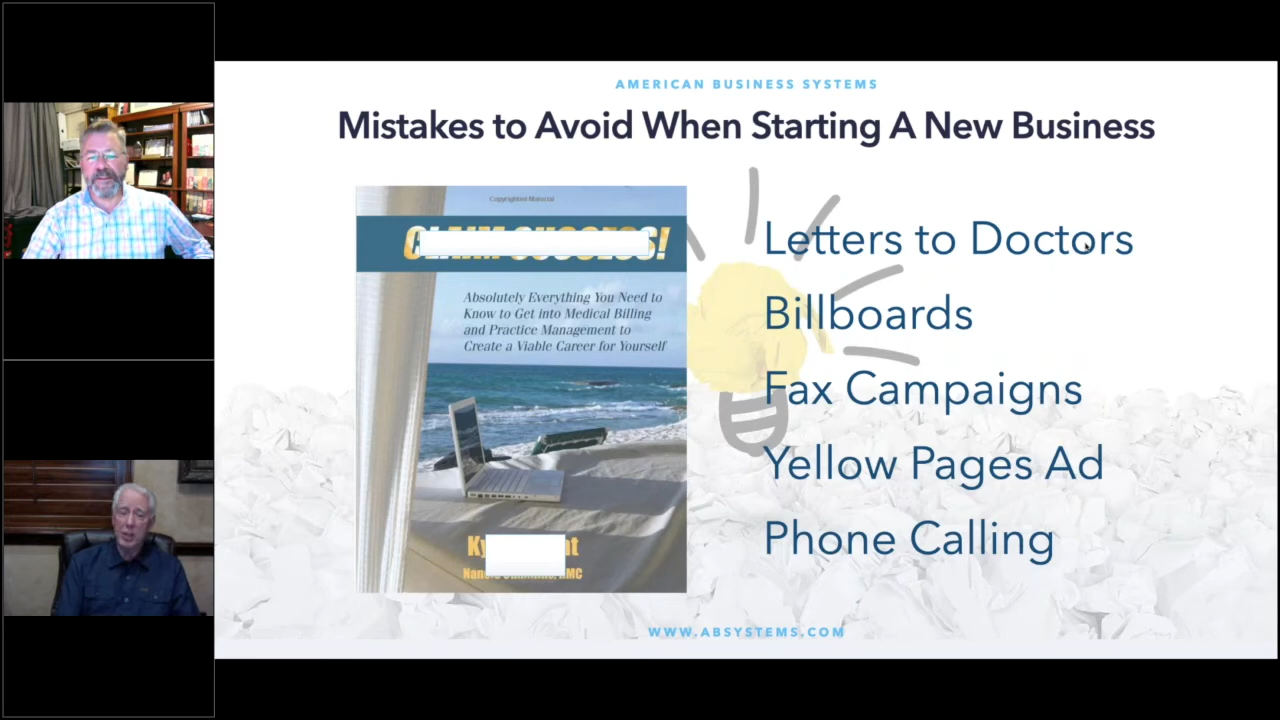 AMERICAN BUSINESS SYSTEMS
Mistakes to Avoid When Starting A New Business
Copyrighted Material
Absolutely Everything You Need to
Know to Get into Medical Billing
and Practice Management to
Create a Viable Career for Yourself
Letters to Doctors
Billboards
Fax Campaigns
Yellow Pages Ad
Phone Calling
WWW.ABSYSTEMS.COM